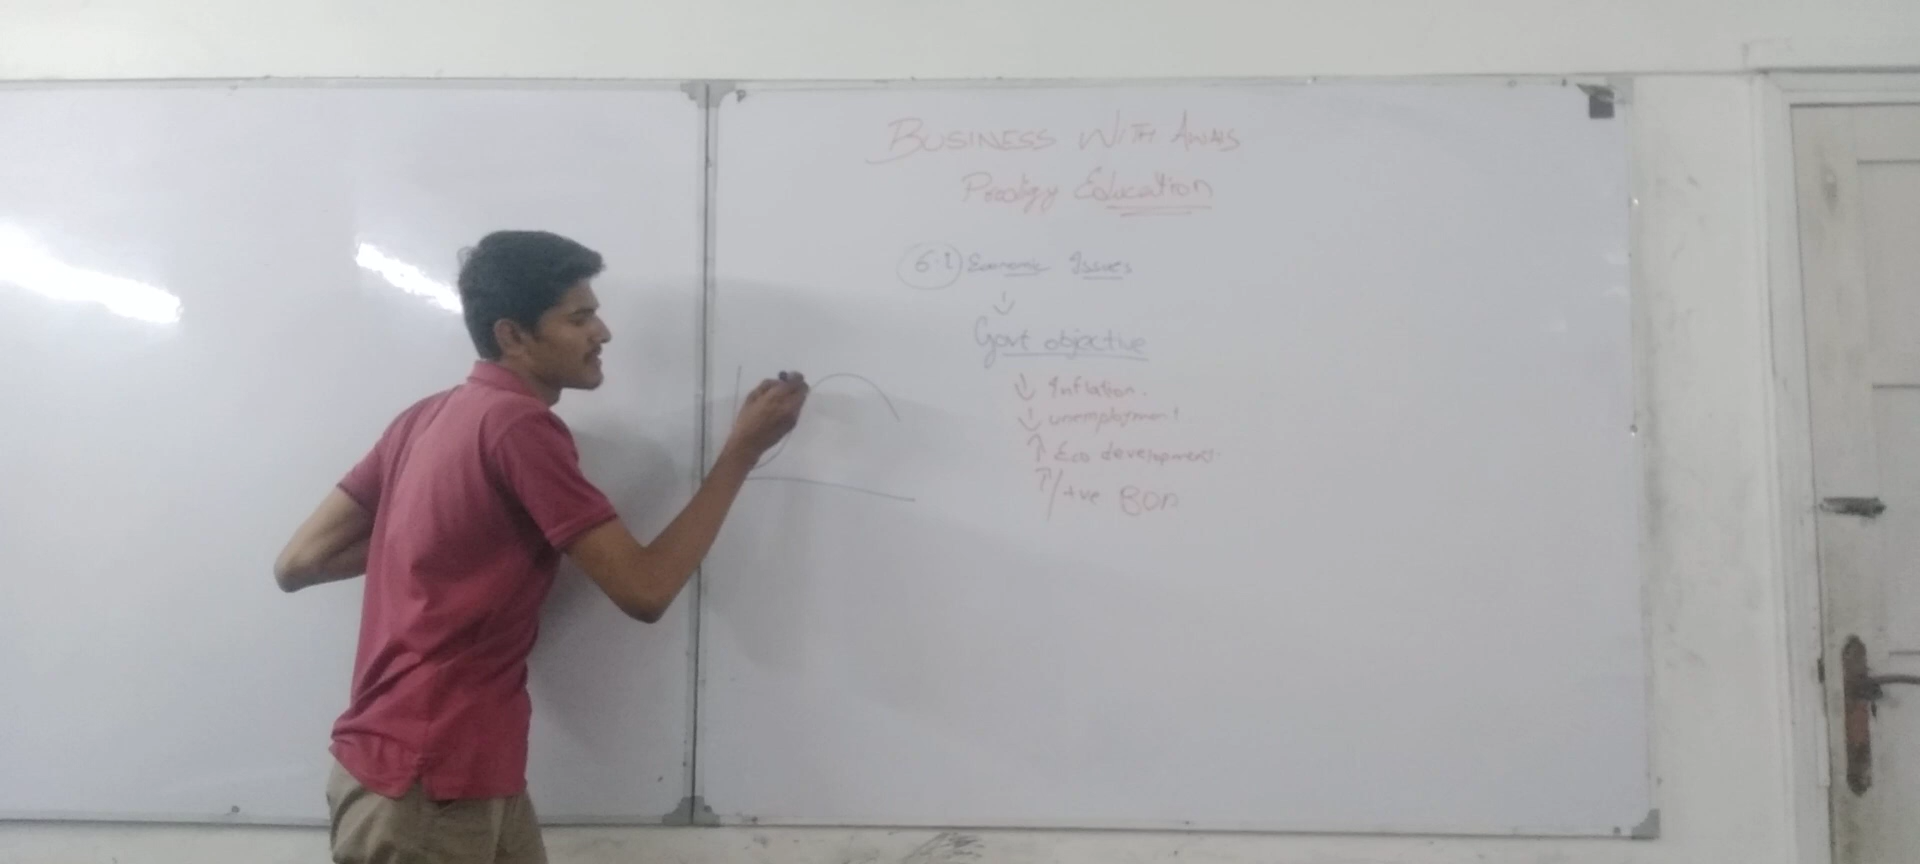 BUSINESS WITH AWAIS
Prodigy Education
6.1 Economic Issues
↓
Govt objective
↓ Inflation.
↓ unemployment
↑ Eco development.
↑/+ve BOP